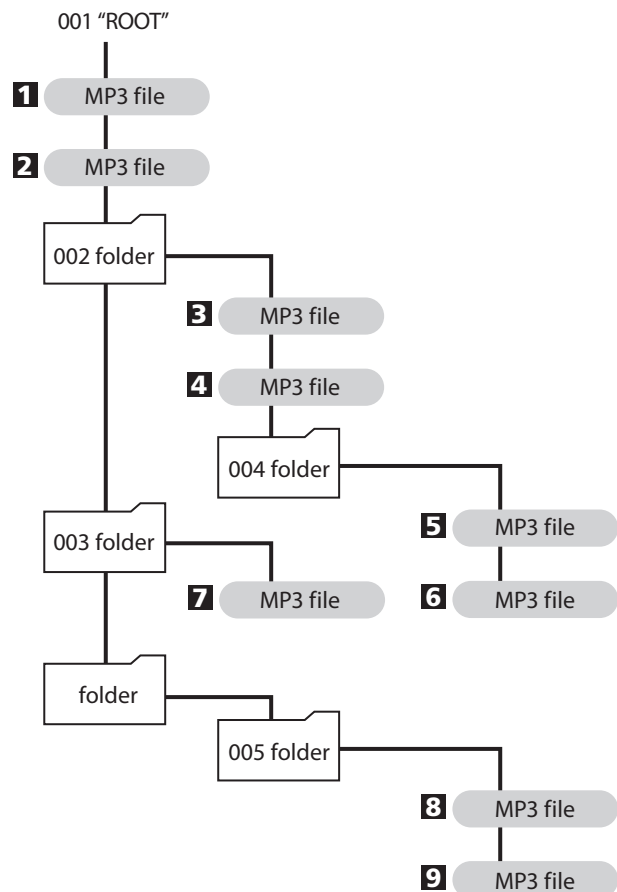 001 “ROOT”
1 MP3 file
2 MP3 file
002 folder
3 MP3 file
4 MP3 file
004 folder
003 folder
5 MP3 file
7 MP3 file
6 MP3 file
folder
005 folder
8 MP3 file
9 MP3 file